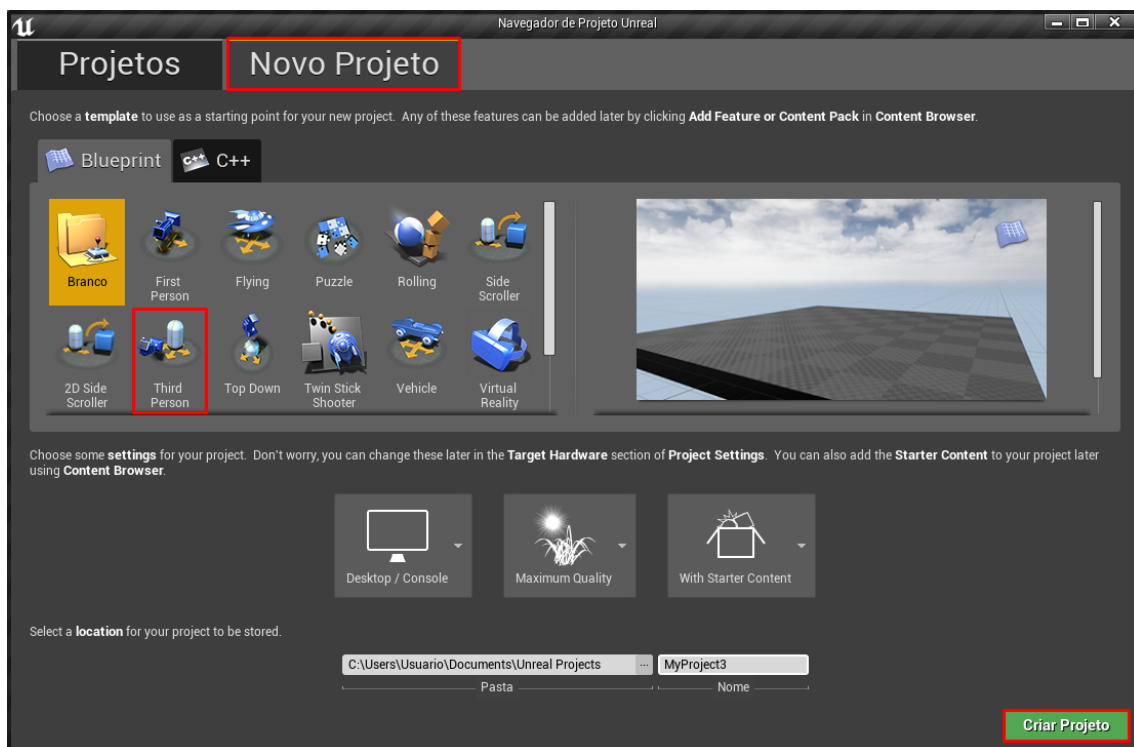 Navegador de Projeto Unreal
Projetos
Novo Projeto
Choose a template to use as a starting point for your new project. Any of these features can be added later by clicking Add Feature or Content Pack in Content Browser.
Blueprint
C++
C++
Branco
First
Person
Flying
Puzzle
Rolling
Side
Scroller
2D Side
Scroller
Third
Person
Top Down
Twin Stick
Shooter
Vehicle
Virtual
Reality
Choose some settings for your project. Don't worry, you can change these later in the Target Hardware section of Project Settings. You can also add the Starter Content to your project later
using Content Browser.
Desktop / Console
Maximum Quality
With Starter Content
Select a location for your project to be stored.
C:\Users\Usuario\Documents\Unreal Projects
...
MyProject3
Pasta
Nome
Criar Projeto